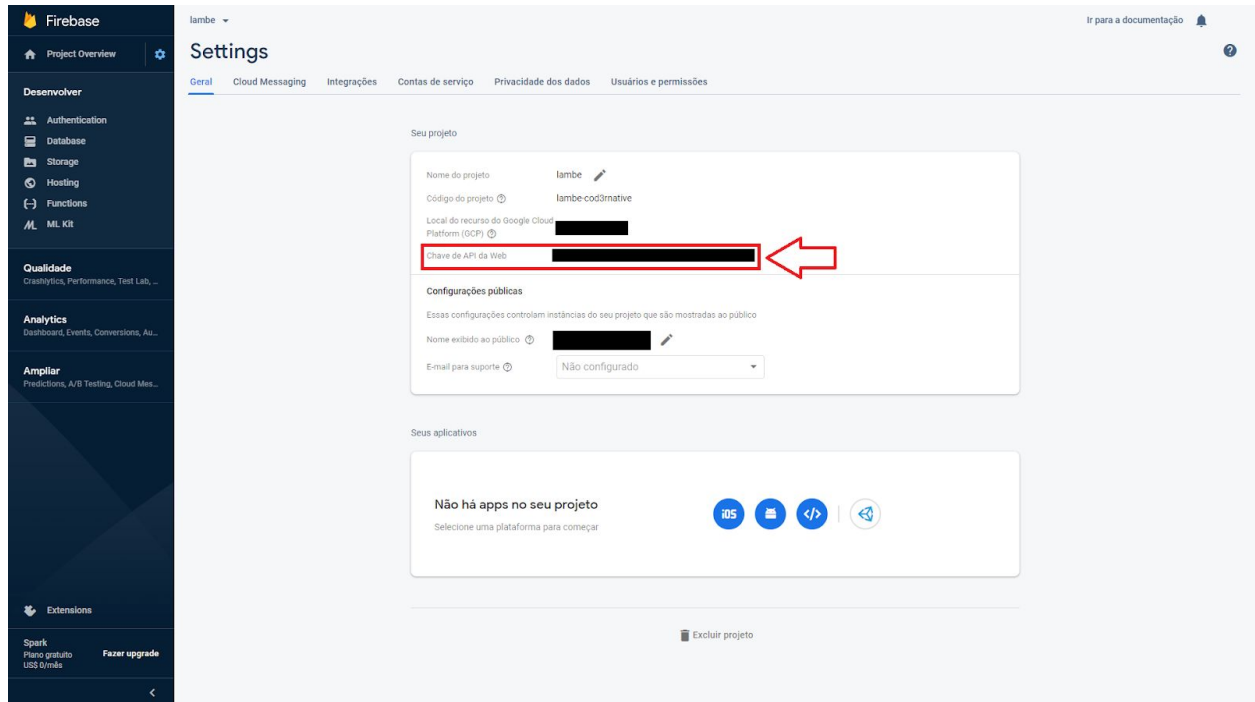 Firebase
Project Overview
Desenvolver
Authentication
Database
Storage
Hosting
Functions
ML Kit
Qualidade
Crashlytics, Performance, Test Lab, ...
Analytics
Dashboard, Events, Conversions, Au...
Ampliar
Predictions, A/B Testing, Cloud Mes...
Extensions
Spark
Plano gratuito
US$ 0/mês
Fazer upgrade
lambe
Ir para a documentação
Settings
Geral Cloud Messaging Integrações Contas de serviço Privacidade dos dados Usuários e permissões
Seu projeto
Nome do projeto lambe
Código do projeto lambe-cod3rnative
Local do recurso do Google Cloud
Platform (GCP)
Chave de API da Web
Configurações públicas
Essas configurações controlam instâncias do seu projeto que são mostradas ao público
Nome exibido ao público
E-mail para suporte Não configurado
Seus aplicativos
Não há apps no seu projeto
Selecione uma plataforma para começar
iOS
Excluir projeto